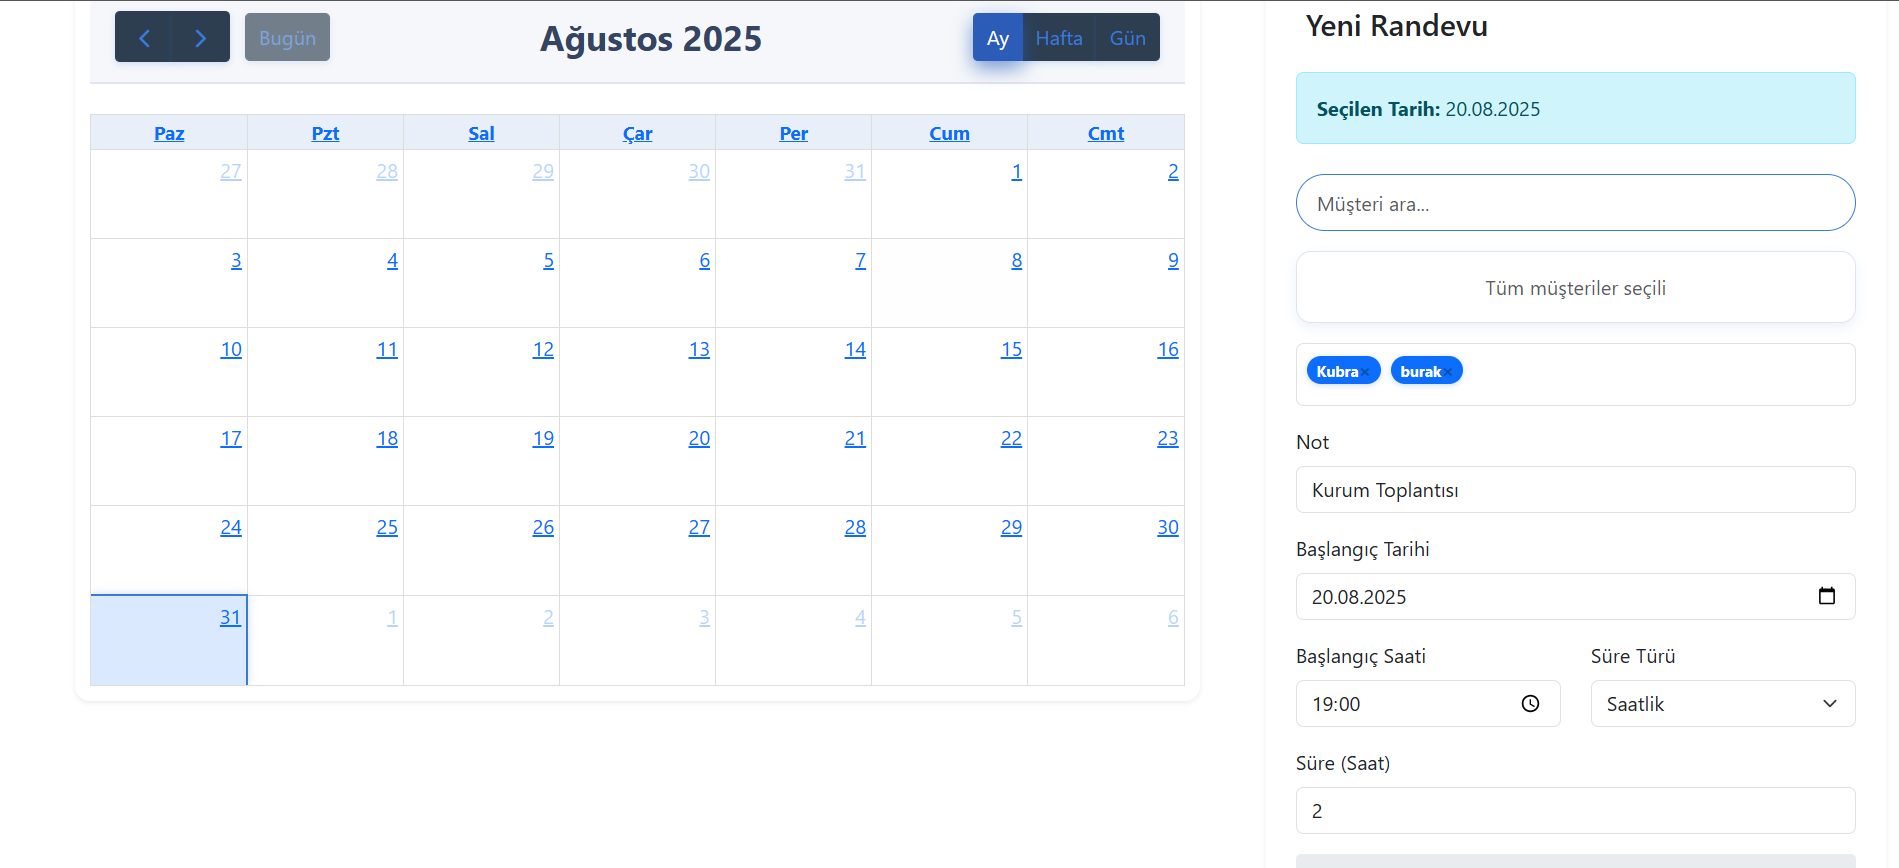 Bugün
Ağustos 2025
Ay Hafta Gün
Paz Pzt Sal Çar Per Cum Cmt
27 28 29 30 31 1 2
3 4 5 6 7 8 9
10 11 12 13 14 15 16
17 18 19 20 21 22 23
24 25 26 27 28 29 30
31 1 2 3 4 5 6
Yeni Randevu
Seçilen Tarih: 20.08.2025
Müşteri ara...
Tüm müşteriler seçili
Kubra× burak×
Not
Kurum Toplantısı
Başlangıç Tarihi
20.08.2025
Başlangıç Saati Süre Türü
19:00 Saatlik
Süre (Saat)
2